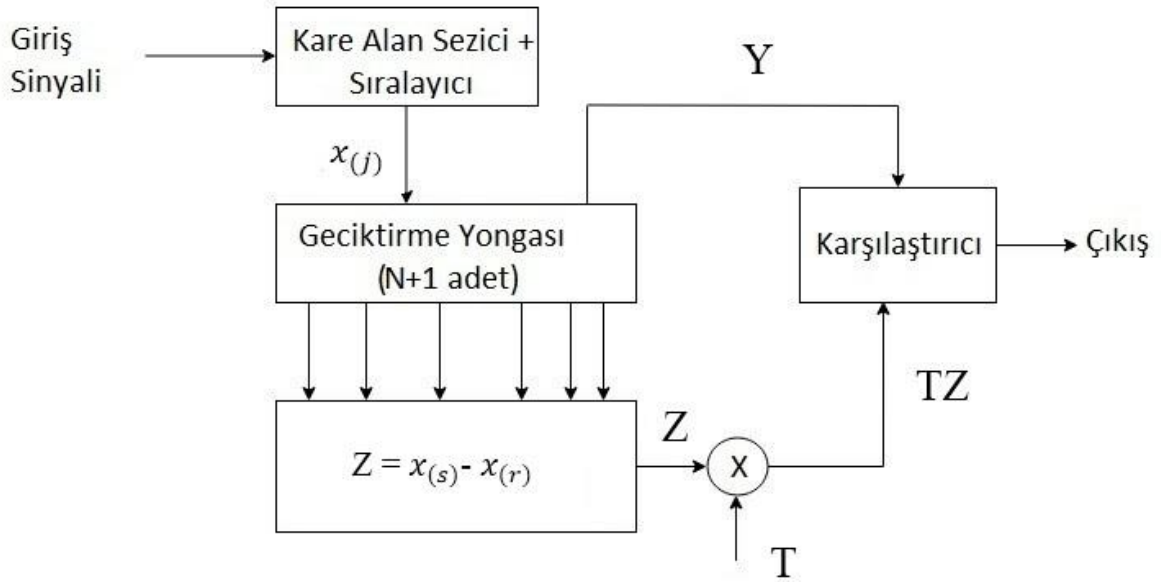 Giriş
Sinyali
Kare Alan Sezici +
Sıralayıcı
Y
x(j)
Geciktirme Yongası
(N+1 adet)
Karşılaştırıcı
Çıkış
TZ
Z
Z = x(s)- x(r)
X
T